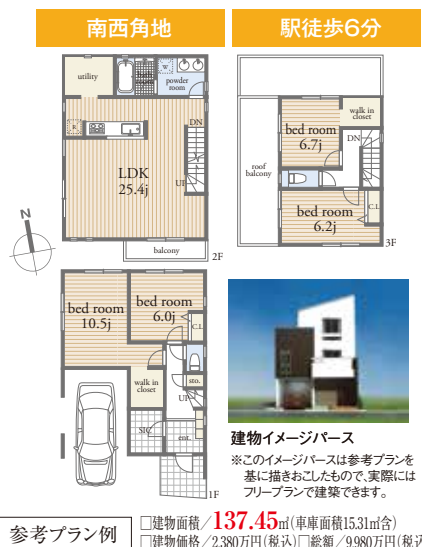 南西角地
駅徒歩6分
utility
bath room
W
powder room
R
DN
LDK
25.4j
UP
balcony
2F
N
walk in closet
bed room
6.7j
DN
roof balcony
bed room
6.2j
C.L
3F
bed room
10.5j
bed room
6.0j
C.L
walk in closet
sto.
UP
SIC
ent.
1F
建物イメージパース
※このイメージパースは参考プランを
基に描きおこしたもので、実際には
フリープランで建築できます。
参考プラン例
□建物面積/137.45㎡(車庫面積15.31㎡含)
□建物価格/2,380万円(税込)□総額/9,980万円(税込